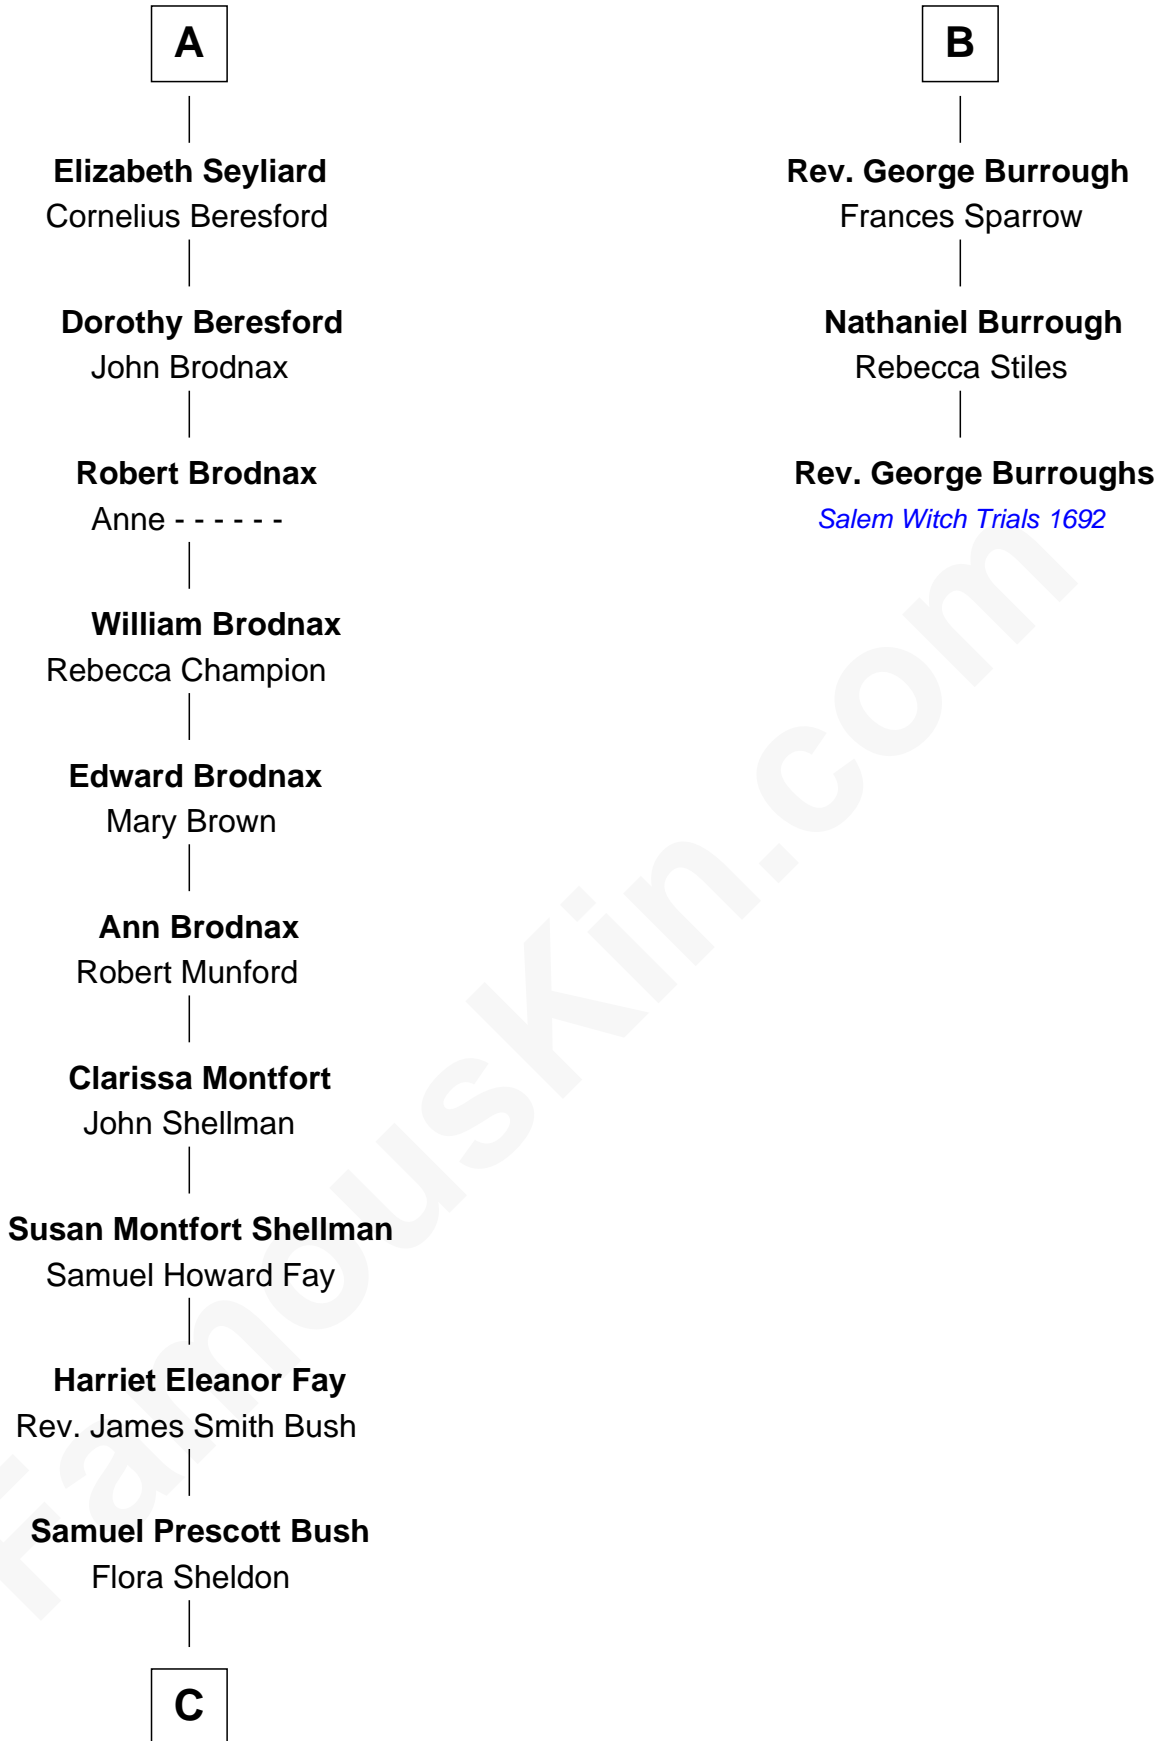 A
Elizabeth Seyliard
Cornelius Beresford
Dorothy Beresford
John Brodnax
Robert Brodnax
Anne - - - - - -
William Brodnax
Rebecca Champion
Edward Brodnax
Mary Brown
Ann Brodnax
Robert Munford
Clarissa Montfort
John Shellman
Susan Montfort Shellman
Samuel Howard Fay
Harriet Eleanor Fay
Rev. James Smith Bush
Samuel Prescott Bush
Flora Sheldon
C
B
Rev. George Burrough
Frances Sparrow
Nathaniel Burrough
Rebecca Stiles
Rev. George Burroughs
Salem Witch Trials 1692
FamousKin.com